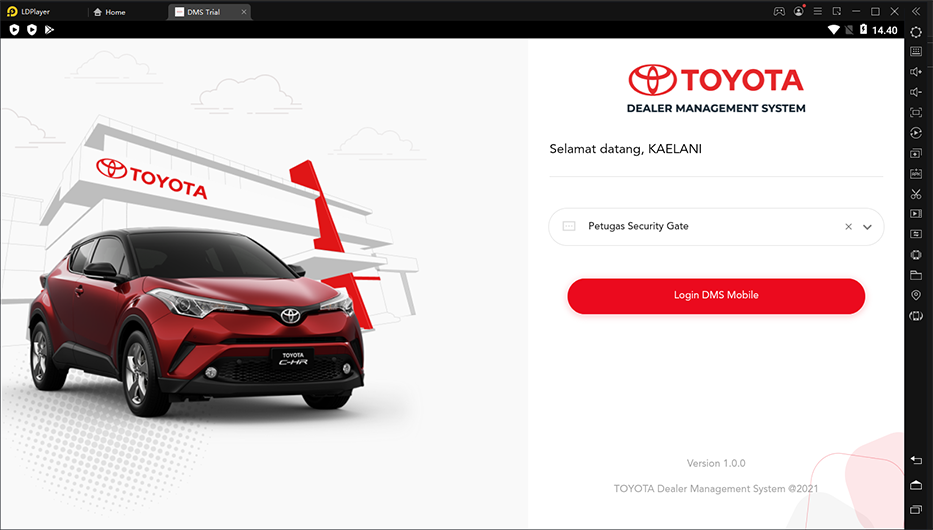 LDPlayer
Home
DMS Trial
14.40
TOYOTA
TOYOTA
C-HR
TOYOTA
DEALER MANAGEMENT SYSTEM
Selamat datang, KAELANI
Petugas Security Gate
Login DMS Mobile
Version 1.0.0
TOYOTA Dealer Management System @2021